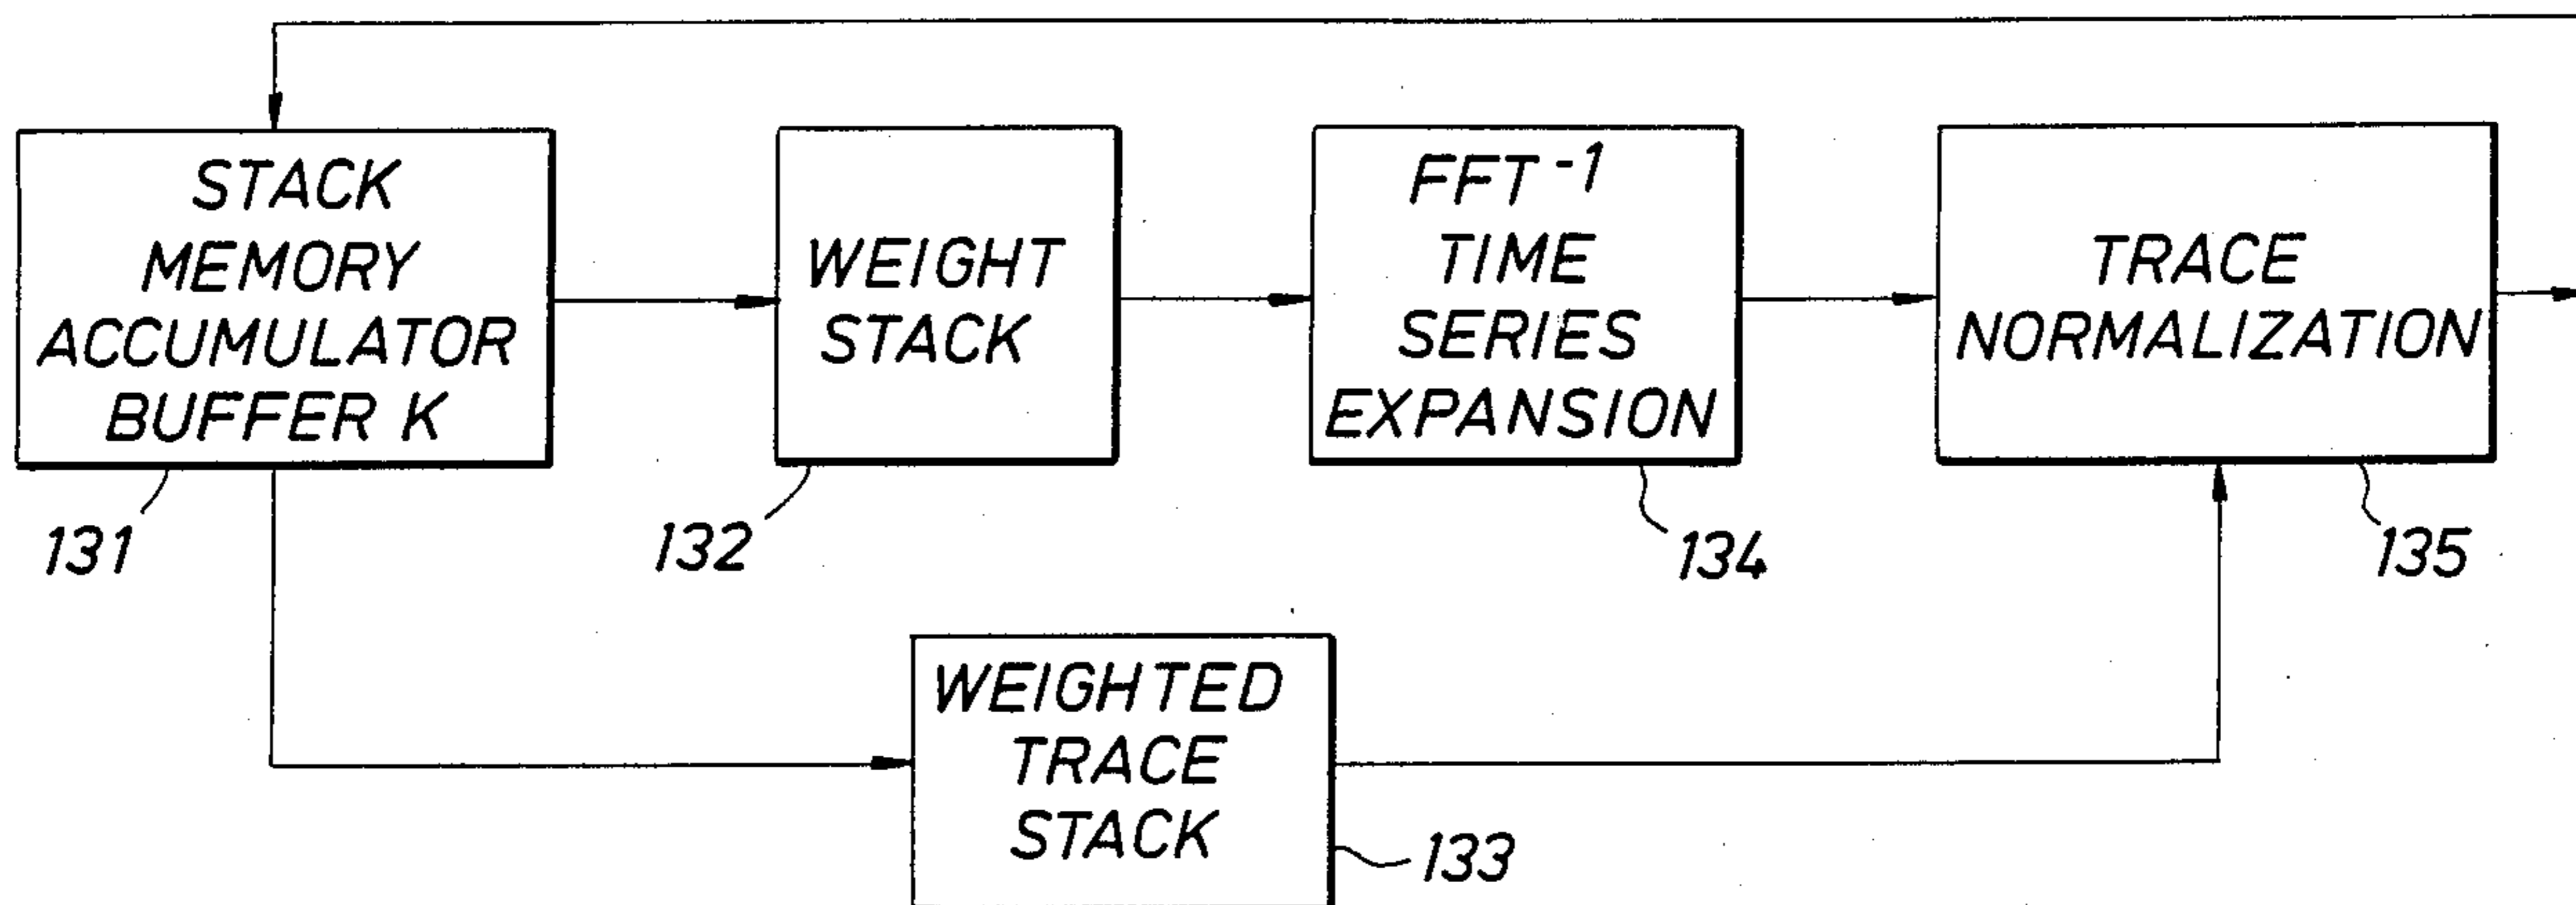 STACK
MEMORY
ACCUMULATOR
BUFFER K
131
WEIGHT
STACK
132
FFT⁻¹
TIME
SERIES
EXPANSION
134
TRACE
NORMALIZATION
135
WEIGHTED
TRACE
STACK
133